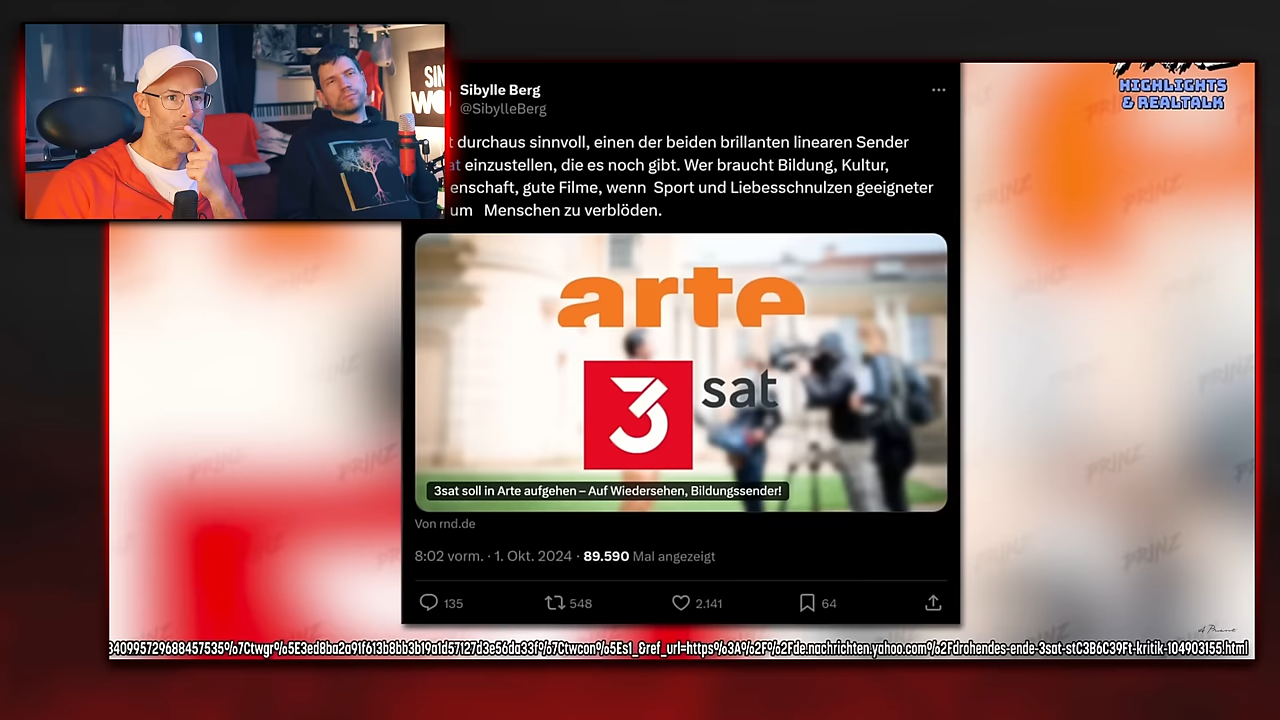 SIN
WO
HIGHLIGHTS
& REALTALK
Sibylle Berg
@SibylleBerg
t durchaus sinnvoll, einen der beiden brillanten linearen Sender
at einzustellen, die es noch gibt. Wer braucht Bildung, Kultur,
enschaft, gute Filme, wenn Sport und Liebesschnulzen geeigneter
um Menschen zu verblöden.
arte
3 sat
3sat soll in Arte aufgehen – Auf Wiedersehen, Bildungssender!
Von rnd.de
8:02 vorm. · 1. Okt. 2024 · 89.590 Mal angezeigt
135 548 2.141 64
PRINZ
840995729688457535%7Ctwgr%5E3ed8ba2a91f613b8bb3b19a1d57127d3e56da33f%7Ctwcon%5Es1_&ref_url=https%3A%2F%2Fde.nachrichten.yahoo.com%2Fdrohendes-ende-3sat-stC3B6C39Ft-kritik-104903155.html